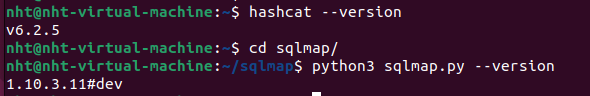 nht@nht-virtual-machine:~$ hashcat --version
v6.2.5
nht@nht-virtual-machine:~$ cd sqlmap/
nht@nht-virtual-machine:~/sqlmap$ python3 sqlmap.py --version
1.10.3.11#dev